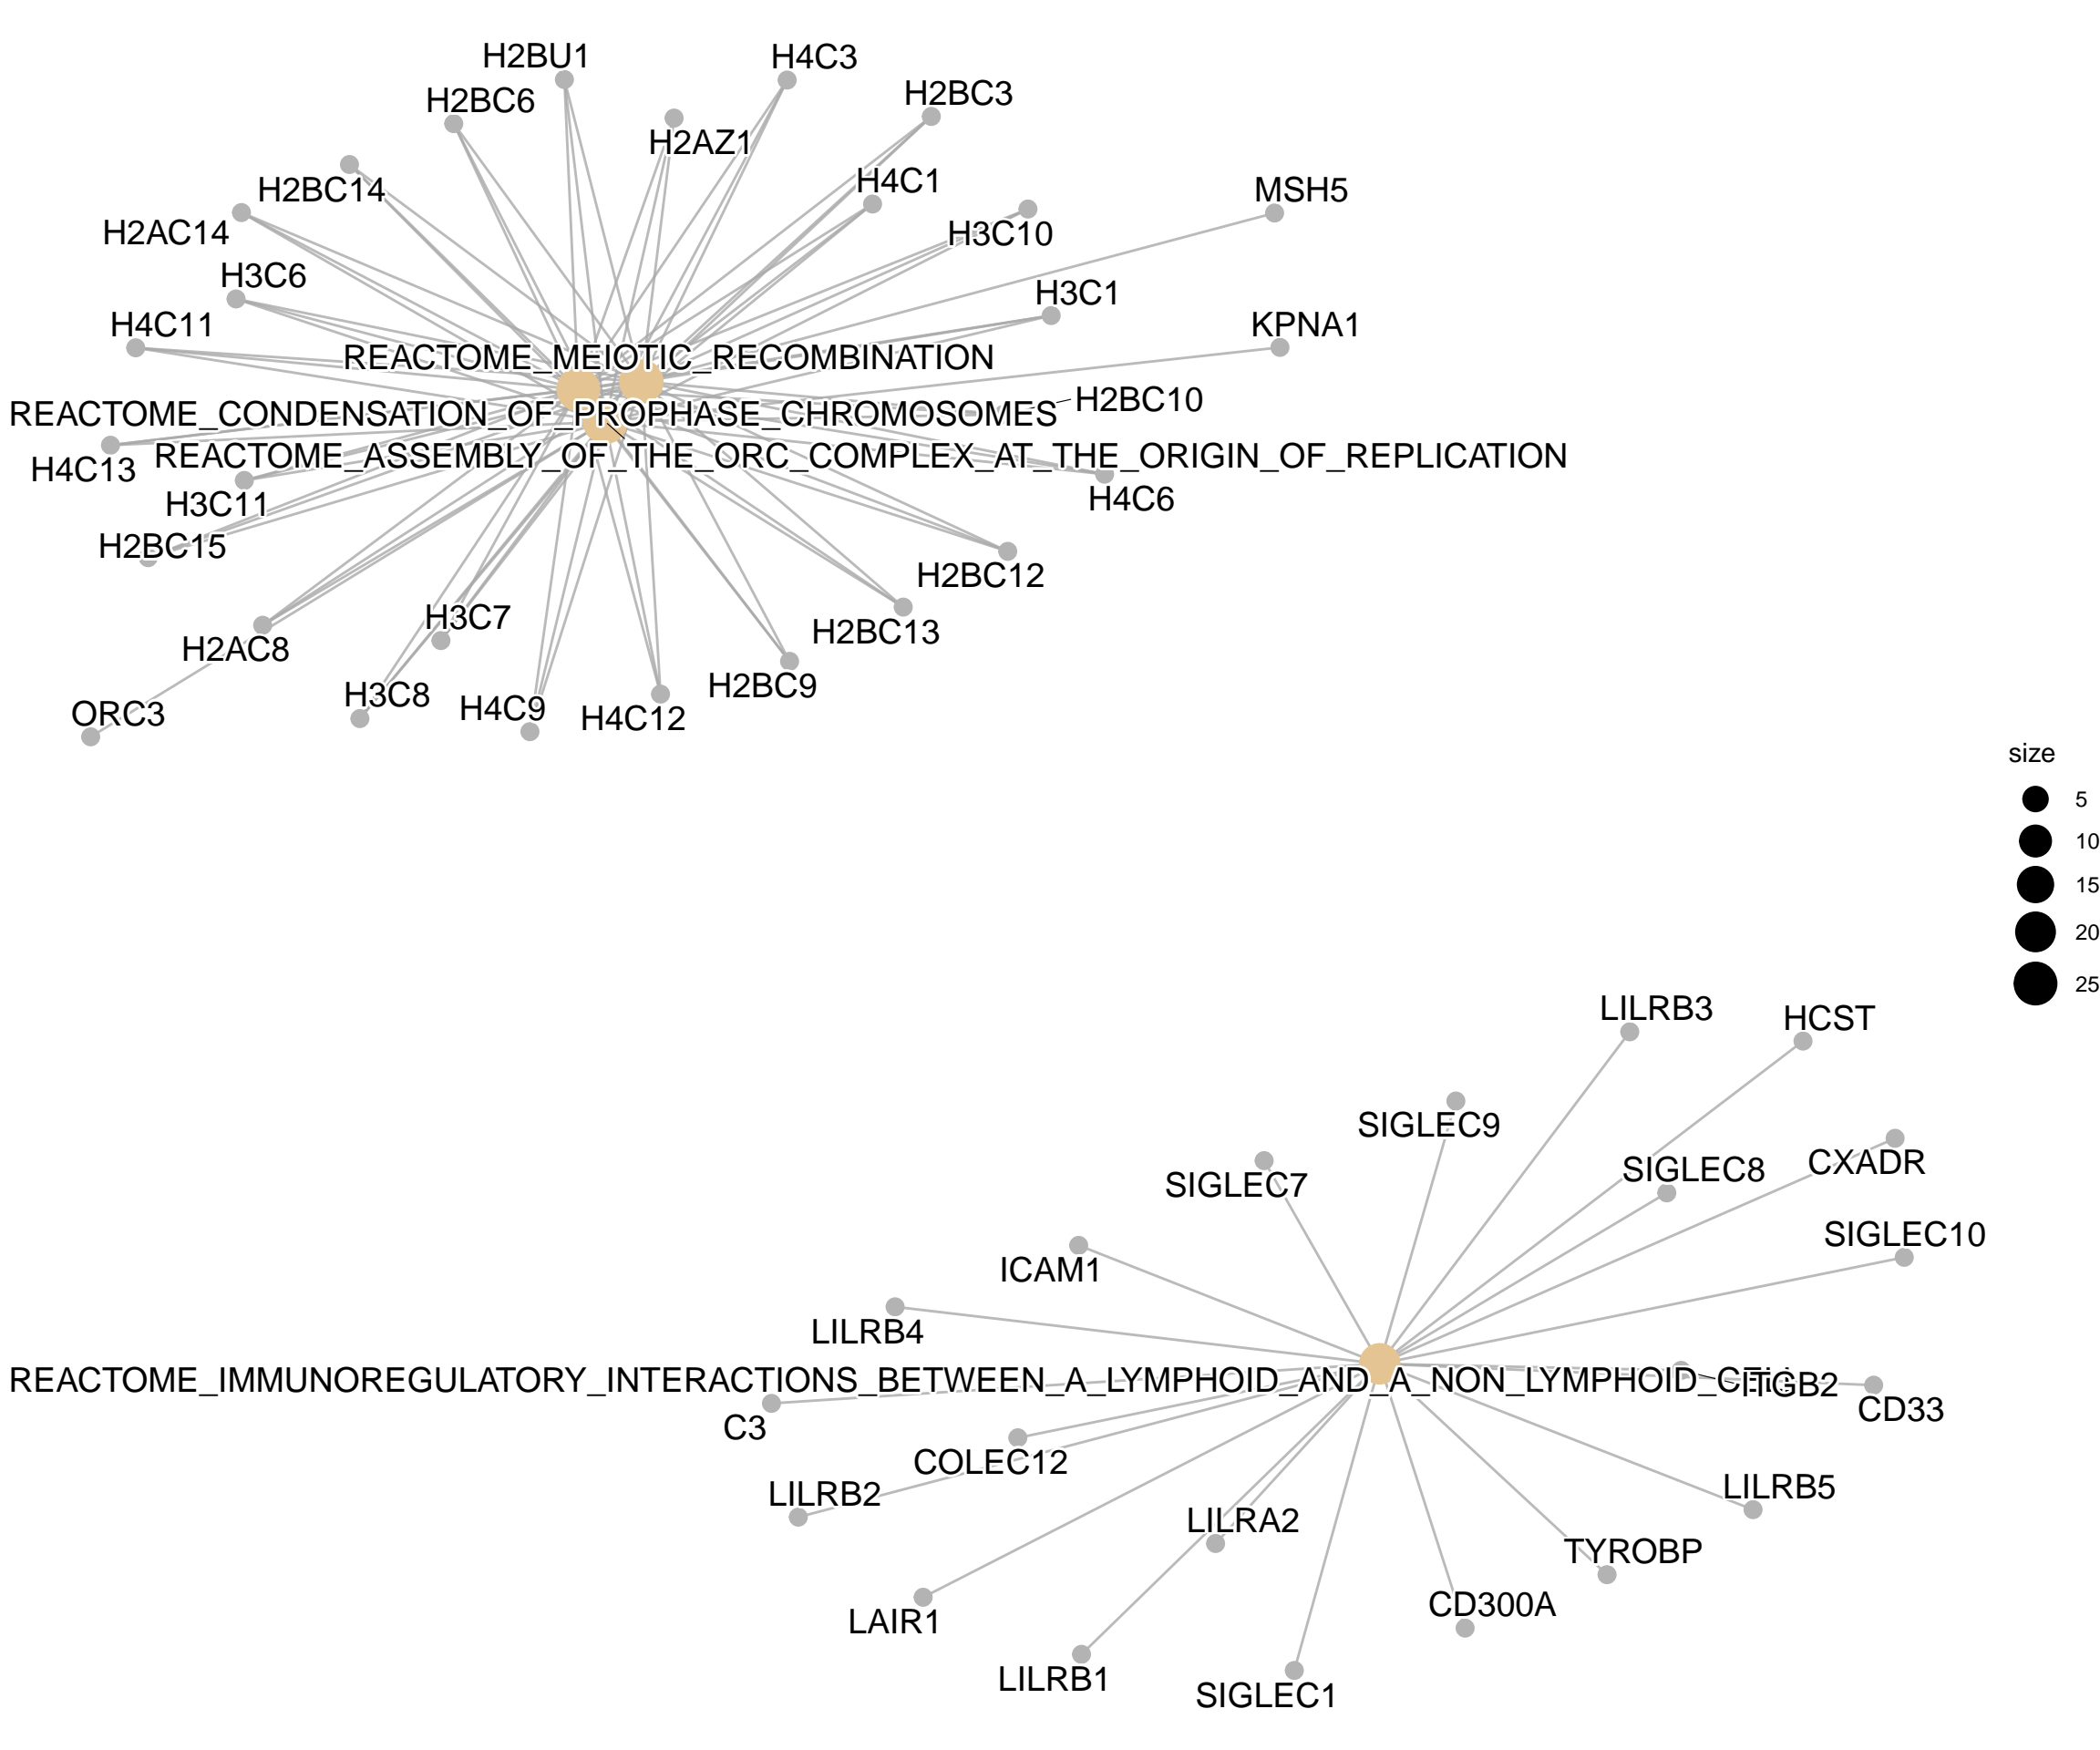 H2BU1
H4C3
H2BC3
H2BC6
H2AZ1
H4C1
MSH5
H2BC14
H2AC14
H3C10
H3C6
H3C1
H4C11
KPNA1
REACTOME_MEIOTIC_RECOMBINATION
H2BC10
REACTOME_CONDENSATION_OF_PROPHASE_CHROMOSOMES
REACTOME_ASSEMBLY_OF_THE_ORC_COMPLEX_AT_THE_ORIGIN_OF_REPLICATION
H4C13
H4C6
H3C11
H2BC15
H2BC12
H3C7
H2BC13
H2AC8
H2BC9
H3C8
H4C9
H4C12
ORC3
size
5
10
15
20
25
LILRB3
HCST
SIGLEC9
CXADR
SIGLEC8
SIGLEC7
SIGLEC10
ICAM1
LILRB4
REACTOME_IMMUNOREGULATORY_INTERACTIONS_BETWEEN_A_LYMPHOID_AND_A_NON_LYMPHOID_CELL
ITGB2
CD33
C3
COLEC12
LILRB5
LILRB2
LILRA2
TYROBP
CD300A
LAIR1
LILRB1
SIGLEC1